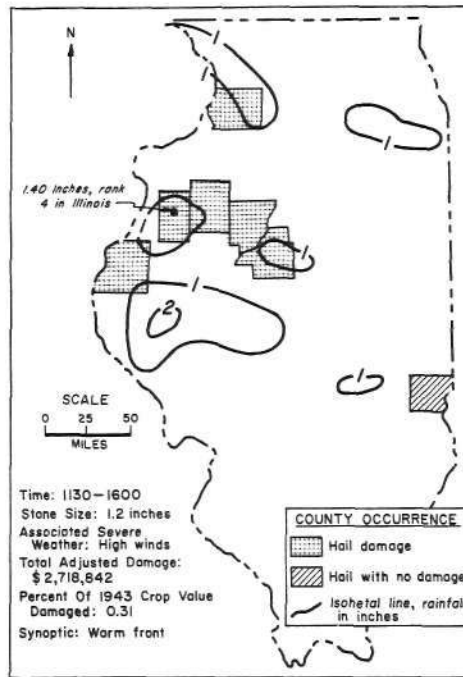 N
1
1
1
1.40 Inches, rank
4 in Illinois
1
1
2
1
SCALE
0 25 50
MILES
Time: 1130-1600
Stone Size: 1.2 inches
Associated Severe
Weather: High winds
Total Adjusted Damage:
$2,718,842
Percent Of 1943 Crop Value
Damaged: 0.31
Synoptic: Warm front
COUNTY OCCURRENCE
Hail damage
Hail with no damage
Isohetal line, rainfall
in inches